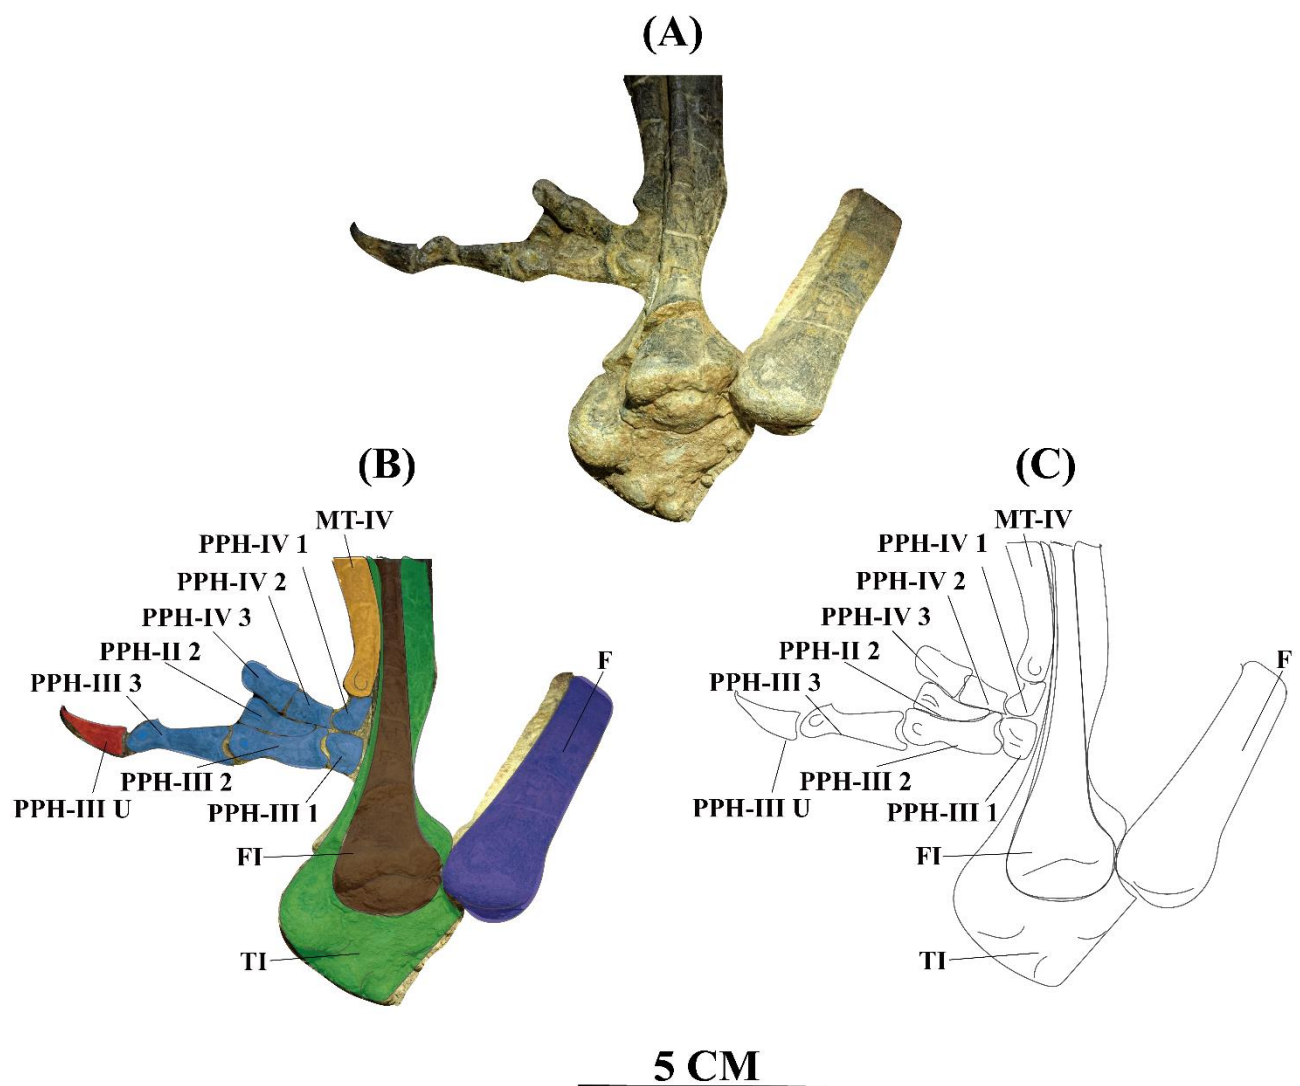 (A)
(B)
MT-IV
PPH-IV 1
PPH-IV 2
PPH-IV 3
PPH-II 2
PPH-III 3
F
PPH-III 2
PPH-III U
PPH-III 1
FI
TI
(C)
MT-IV
PPH-IV 1
PPH-IV 2
PPH-IV 3
PPH-II 2
PPH-III 3
F
PPH-III 2
PPH-III U
PPH-III 1
FI
TI
5 CM